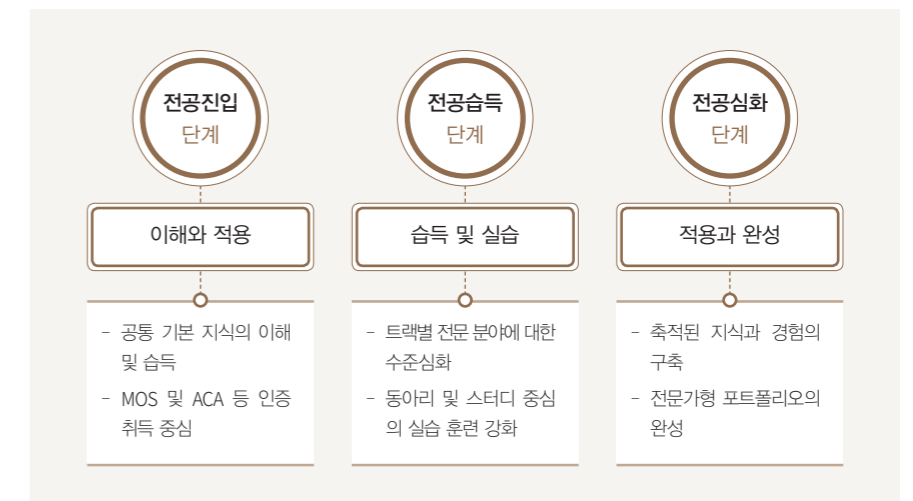 전공진입
단계
이해와 적용
- 공통 기본 지식의 이해
및 습득
- MOS 및 ACA 등 인증
취득 중심
전공습득
단계
습득 및 실습
- 트랙별 전문 분야에 대한
수준심화
- 동아리 및 스터디 중심
의 실습 훈련 강화
전공심화
단계
적용과 완성
- 축적된 지식과 경험의
구축
- 전문가형 포트폴리오의
완성